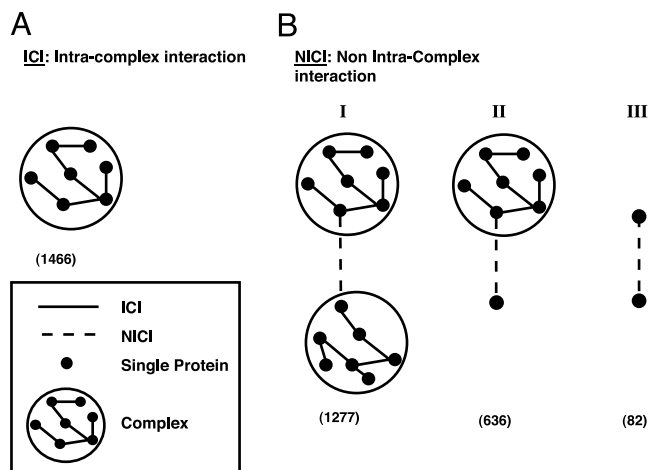 A
ICI: Intra-complex interaction
(1466)
ICI
NICI
Single Protein
Complex
B
NICI: Non Intra-Complex
interaction
I
II
III
(1277)
(636)
(82)